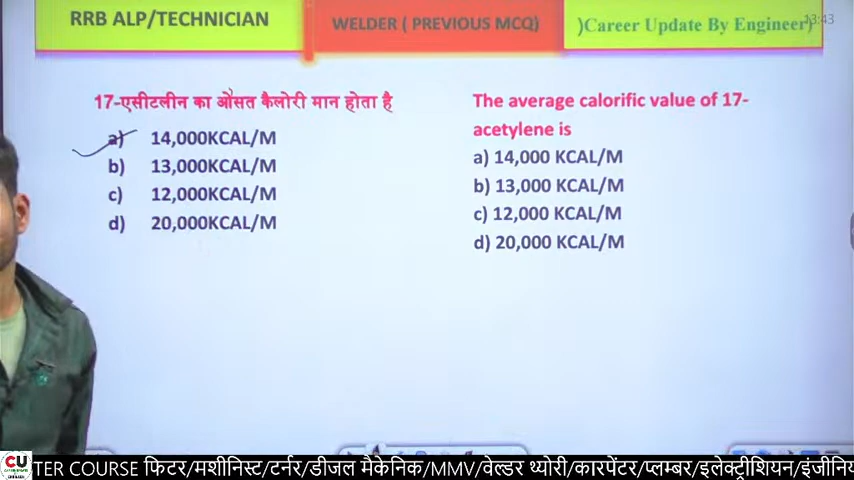 RRB ALP/TECHNICIAN
WELDER ( PREVIOUS MCQ)
)Career Update By Engineer)
13:43
17-एसीटलीन का औसत कैलोरी मान होता है
a) 14,000KCAL/M
b) 13,000KCAL/M
c) 12,000KCAL/M
d) 20,000KCAL/M
The average calorific value of 17-
acetylene is
a) 14,000 KCAL/M
b) 13,000 KCAL/M
c) 12,000 KCAL/M
d) 20,000 KCAL/M
CU
TER COURSE फिटर/मशीनिस्ट/टर्नर/डीजल मैकेनिक/MMV/वेल्डर थ्योरी/कारपेंटर/प्लम्बर/इलेक्ट्रीशियन/इंजीनिय